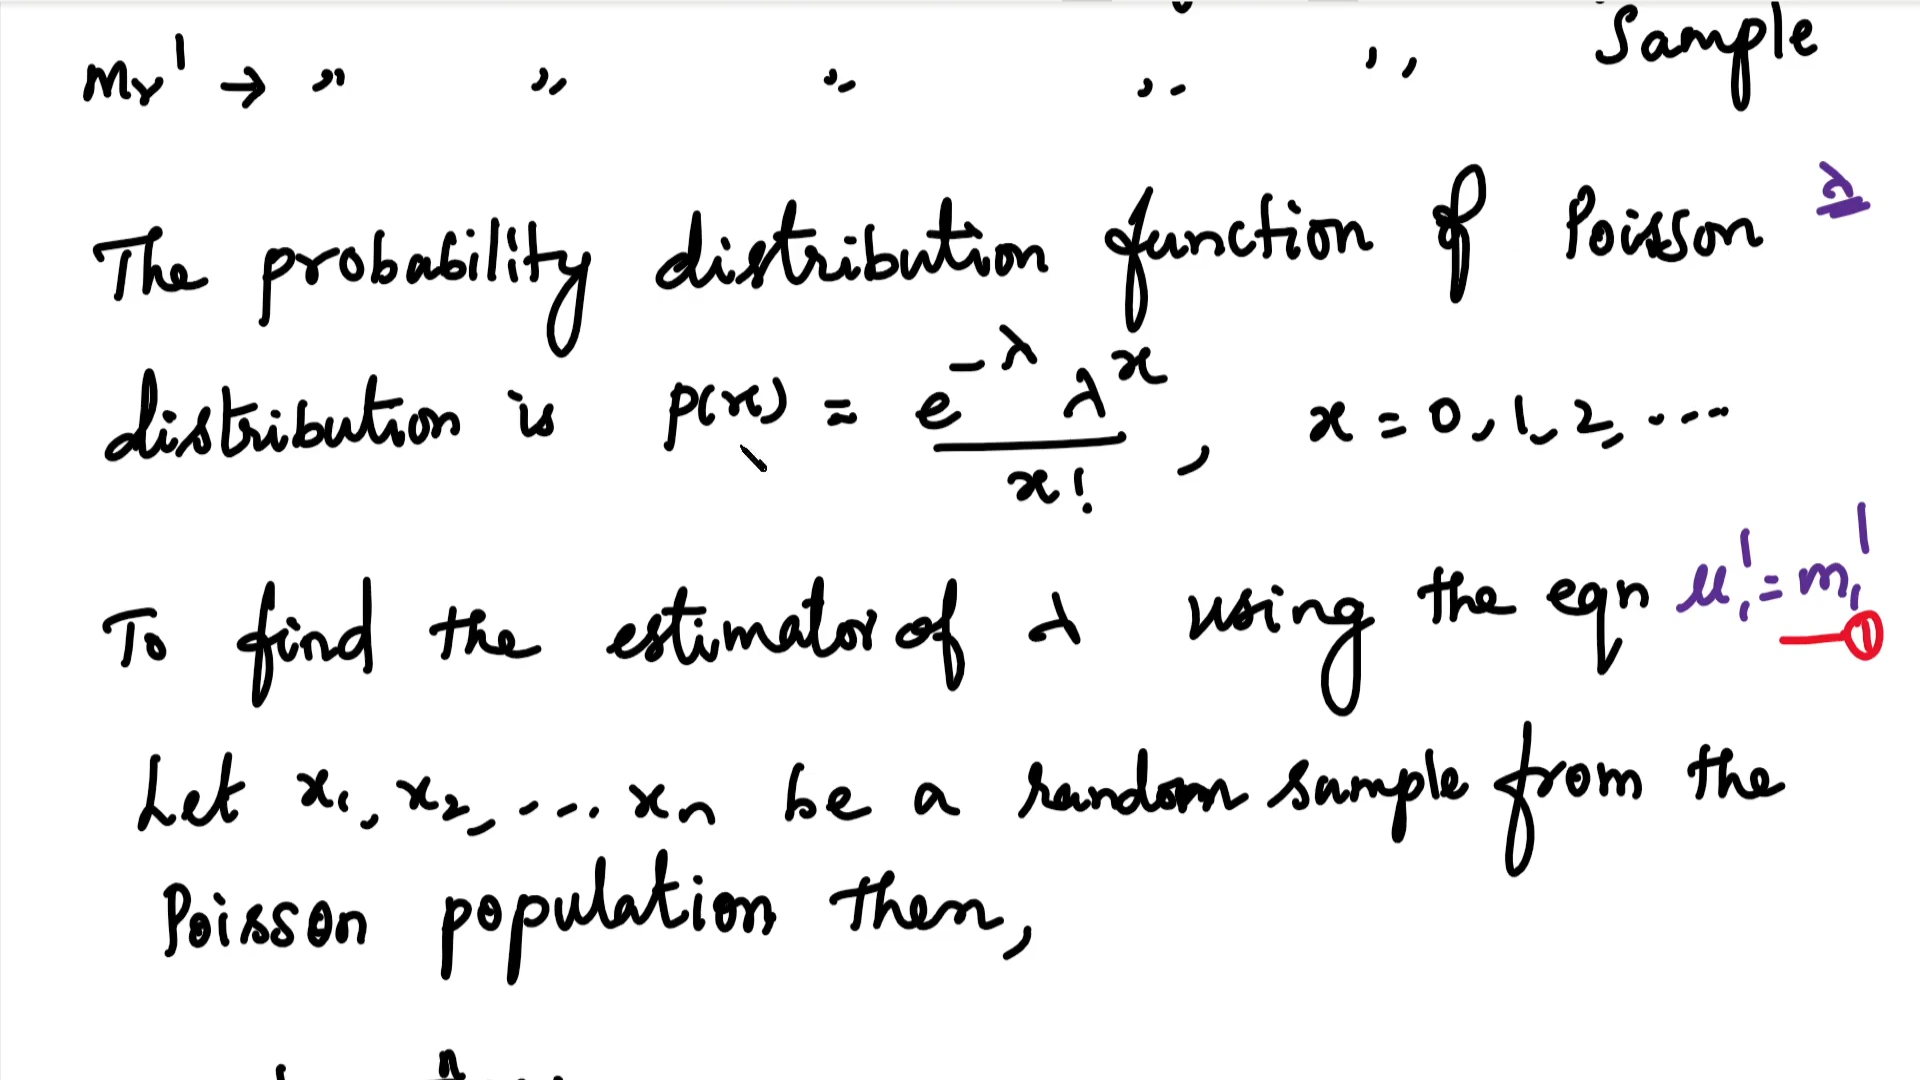 mᵣ' → " " " " " Sample
The probability distribution function of Poisson λ
distribution is p(x) = e^{-λ} λ^x / x! , x = 0, 1, 2, ...
To find the estimator of λ using the eqn μ₁' = m₁' —①
Let x₁, x₂, .... xₙ be a random sample from the
Poisson population then,